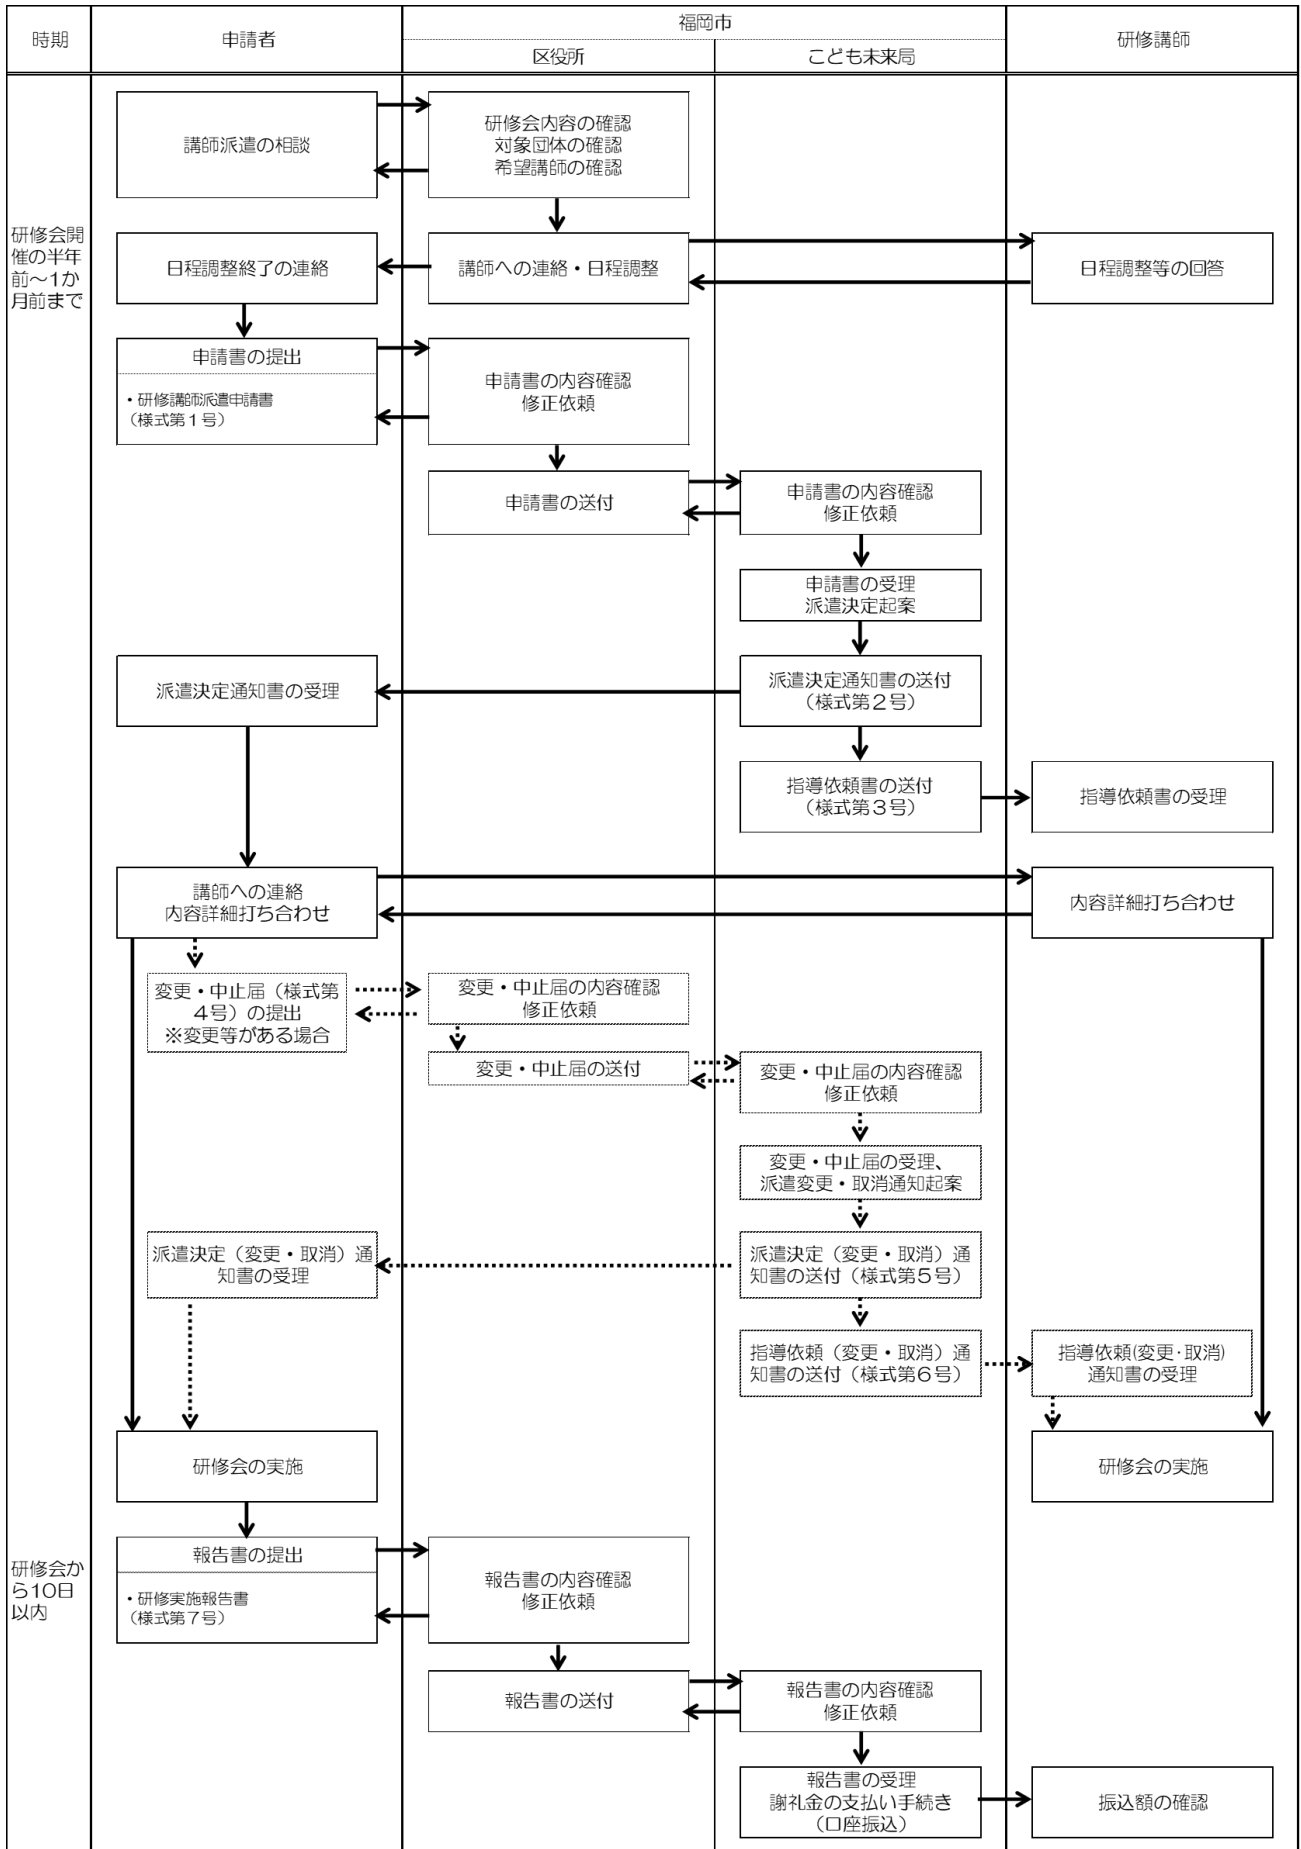 時期
申請者
福岡市
区役所
こども未来局
研修講師
研修会開
催の半年
前～1か
月前まで
講師派遣の相談
研修会内容の確認
対象団体の確認
希望講師の確認
日程調整終了の連絡
講師への連絡・日程調整
日程調整等の回答
申請書の提出
・研修講師派遣申請書
（様式第１号）
申請書の内容確認
修正依頼
申請書の送付
申請書の内容確認
修正依頼
申請書の受理
派遣決定起案
派遣決定通知書の受理
派遣決定通知書の送付
（様式第２号）
指導依頼書の送付
（様式第３号）
指導依頼書の受理
講師への連絡
内容詳細打ち合わせ
内容詳細打ち合わせ
変更・中止届（様式第
４号）の提出
※変更等がある場合
変更・中止届の内容確認
修正依頼
変更・中止届の送付
変更・中止届の内容確認
修正依頼
変更・中止届の受理、
派遣変更・取消通知起案
派遣決定（変更・取消）通
知書の受理
派遣決定（変更・取消）通
知書の送付（様式第５号）
指導依頼（変更・取消）通
知書の送付（様式第６号）
指導依頼(変更･取消)
通知書の受理
研修会の実施
研修会の実施
研修会か
ら10日
以内
報告書の提出
・研修実施報告書
（様式第７号）
報告書の内容確認
修正依頼
報告書の送付
報告書の内容確認
修正依頼
報告書の受理
謝礼金の支払い手続き
（口座振込）
振込額の確認